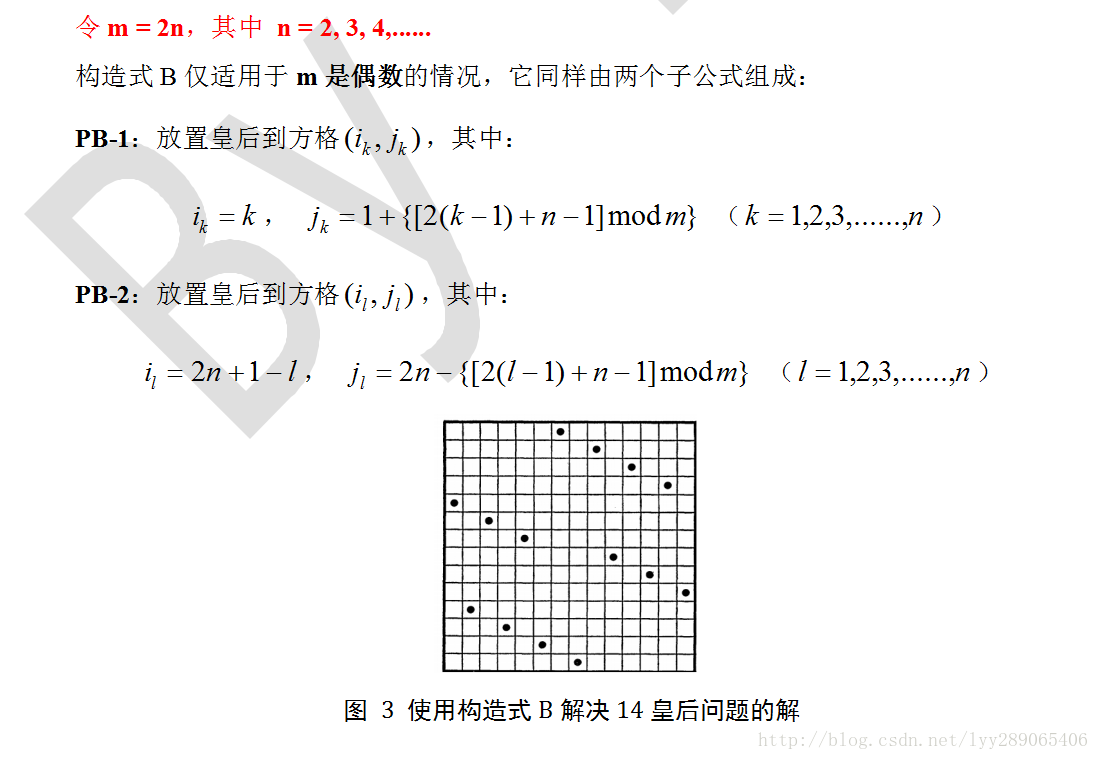 令 m = 2n，其中 n = 2, 3, 4,......
构造式 B 仅适用于 m 是偶数的情况，它同样由两个子公式组成：
PB-1：放置皇后到方格(i_k, j_k)，其中：
i_k = k， j_k = 1 + {[2(k − 1) + n − 1] mod m} （k = 1,2,3,......,n）
PB-2：放置皇后到方格(i_l, j_l)，其中：
i_l = 2n + 1 − l， j_l = 2n − {[2(l − 1) + n − 1] mod m} （l = 1,2,3,......,n）
图 3 使用构造式 B 解决 14 皇后问题的解
http://blog.csdn.net/lyy289065406
By